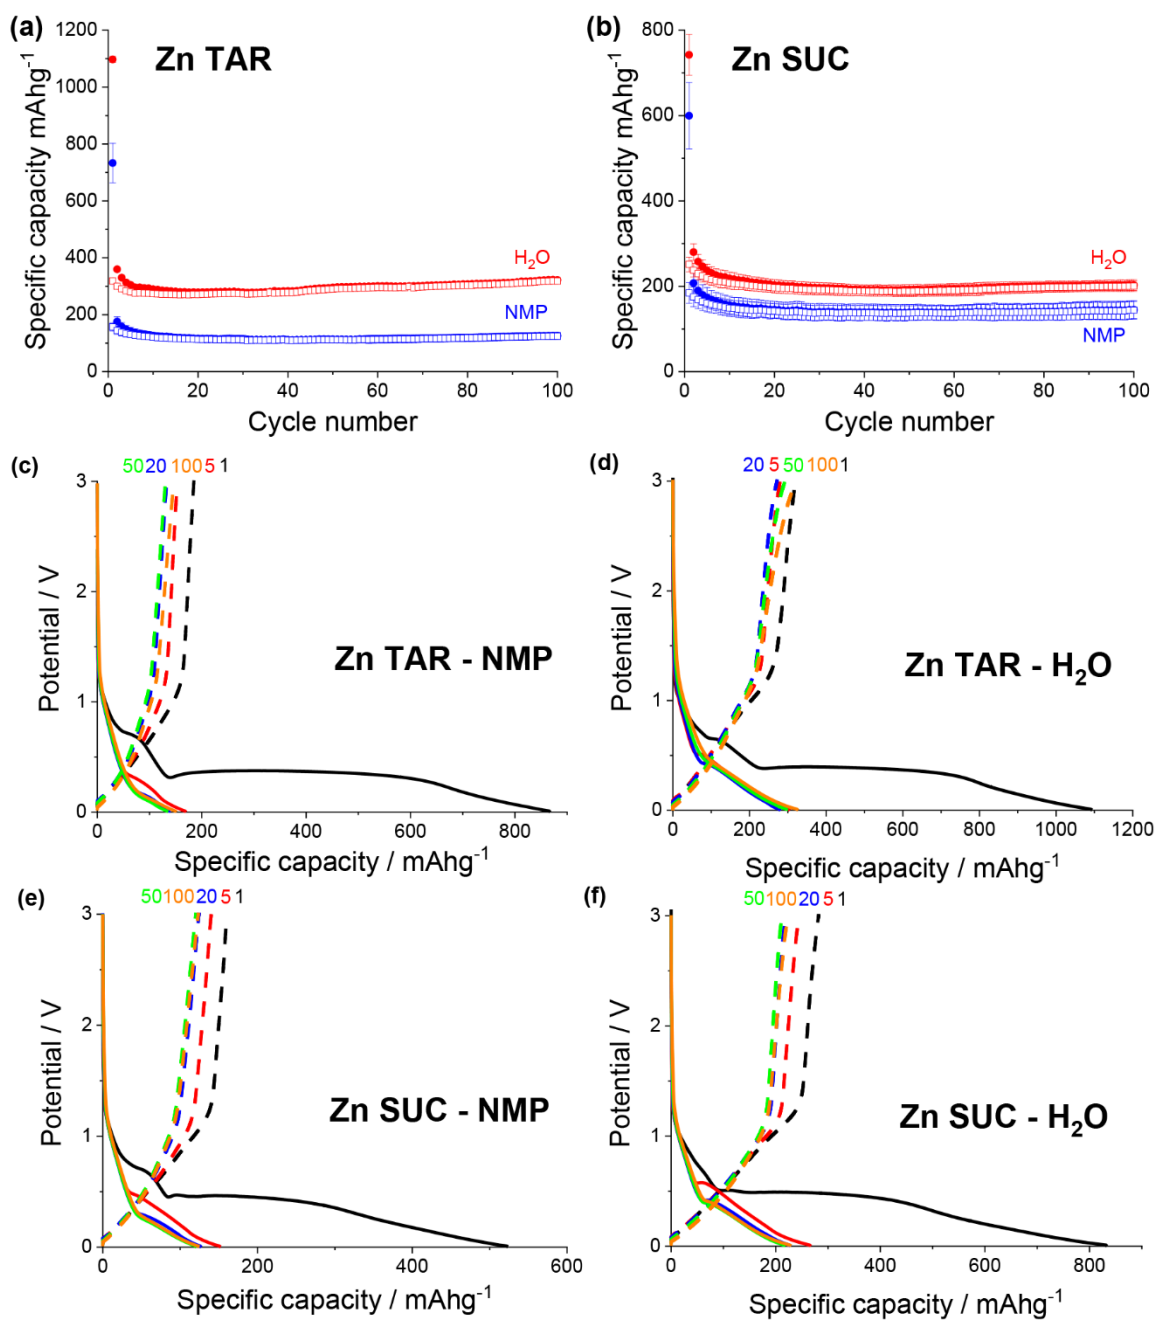 (a)
Zn TAR
Specific capacity mAhg⁻¹
1200
1000
800
600
400
200
0
H₂O
NMP
0 20 40 60 80 100
Cycle number
(b)
Zn SUC
Specific capacity mAhg⁻¹
800
600
400
200
0
H₂O
NMP
0 20 40 60 80 100
Cycle number
(c)
50 20 100 5 1
Potential / V
3
2
1
0
Zn TAR - NMP
0 200 400 600 800
Specific capacity / mAhg⁻¹
(d)
20 5 50 100 1
Potential / V
3
2
1
0
Zn TAR - H₂O
0 200 400 600 800 1000 1200
Specific capacity / mAhg⁻¹
(e)
50 100 20 5 1
Potential / V
3
2
1
0
Zn SUC - NMP
0 200 400 600
Specific capacity / mAhg⁻¹
(f)
50 100 20 5 1
Potential / V
3
2
1
0
Zn SUC - H₂O
0 200 400 600 800
Specific capacity / mAhg⁻¹